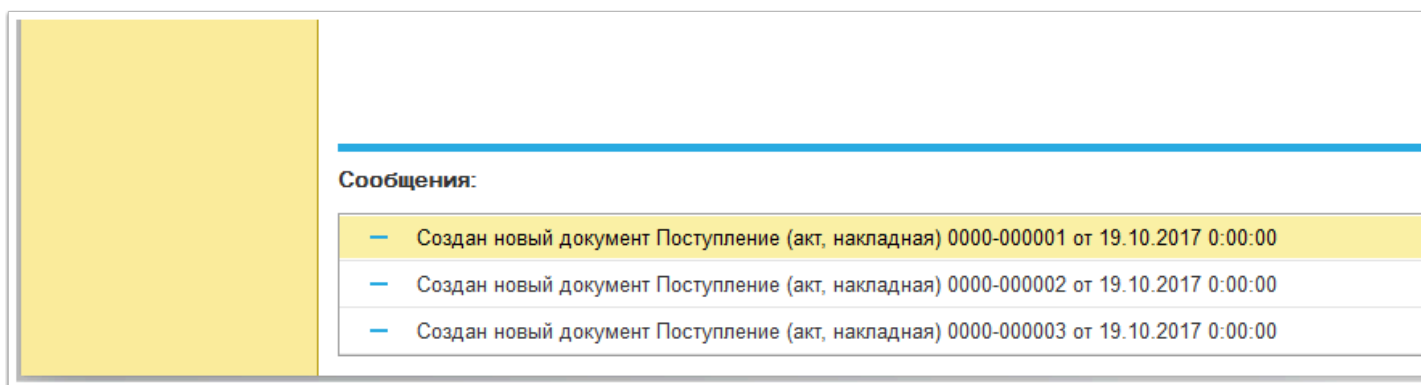 Сообщения:
Создан новый документ Поступление (акт, накладная) 0000-000001 от 19.10.2017 0:00:00
Создан новый документ Поступление (акт, накладная) 0000-000002 от 19.10.2017 0:00:00
Создан новый документ Поступление (акт, накладная) 0000-000003 от 19.10.2017 0:00:00